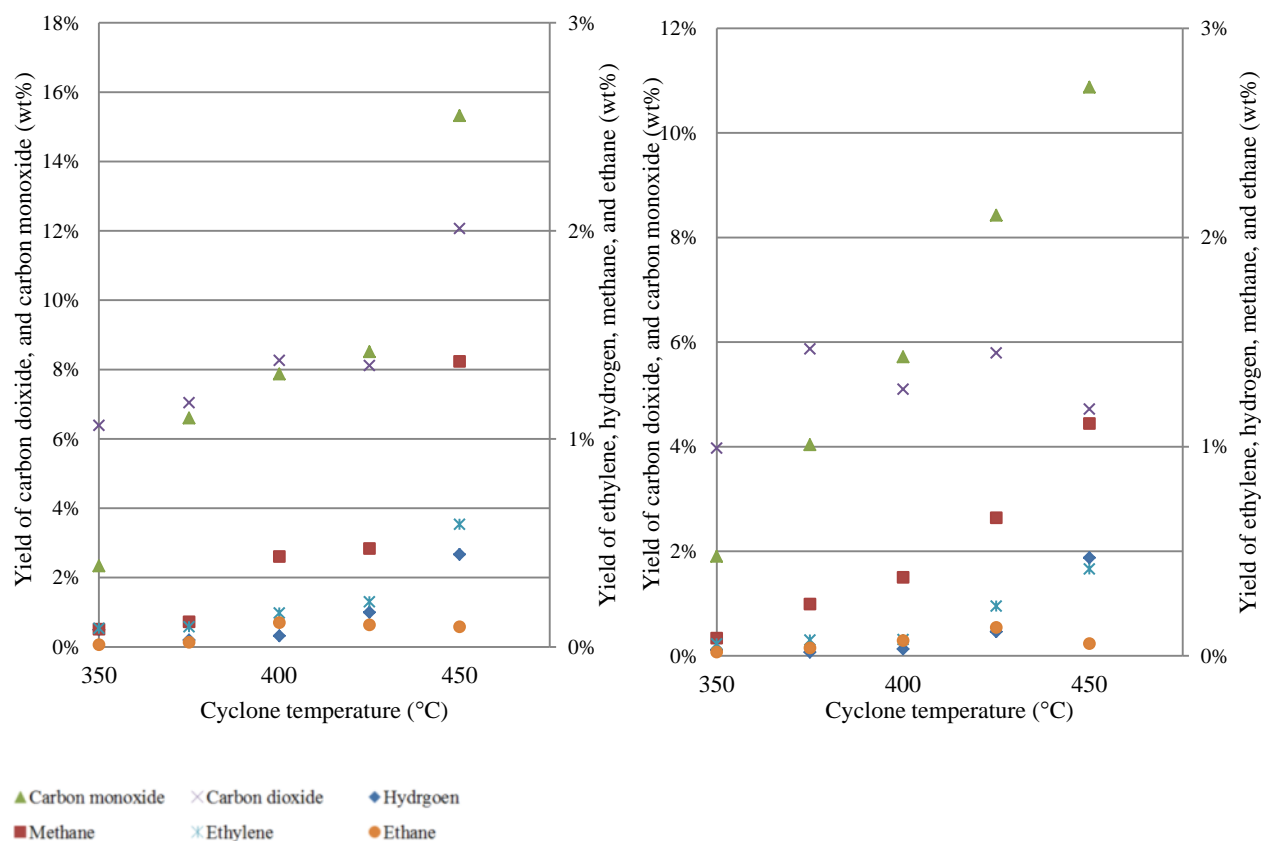 Yield of carbon doixide, and carbon monoxide (wt%)
18%
16%
14%
12%
10%
8%
6%
4%
2%
0%
3%
2%
1%
0%
Yield of ethylene, hydrogen, methane, and ethane (wt%)
350
400
450
Cyclone temperature (°C)
Yield of carbon doixide, and carbon monoxide (wt%)
12%
10%
8%
6%
4%
2%
0%
3%
2%
1%
0%
Yield of ethylene, hydrogen, methane, and ethane (wt%)
350
400
450
Cyclone temperature (°C)
Carbon monoxide
Carbon dioxide
Hydrgoen
Methane
Ethylene
Ethane